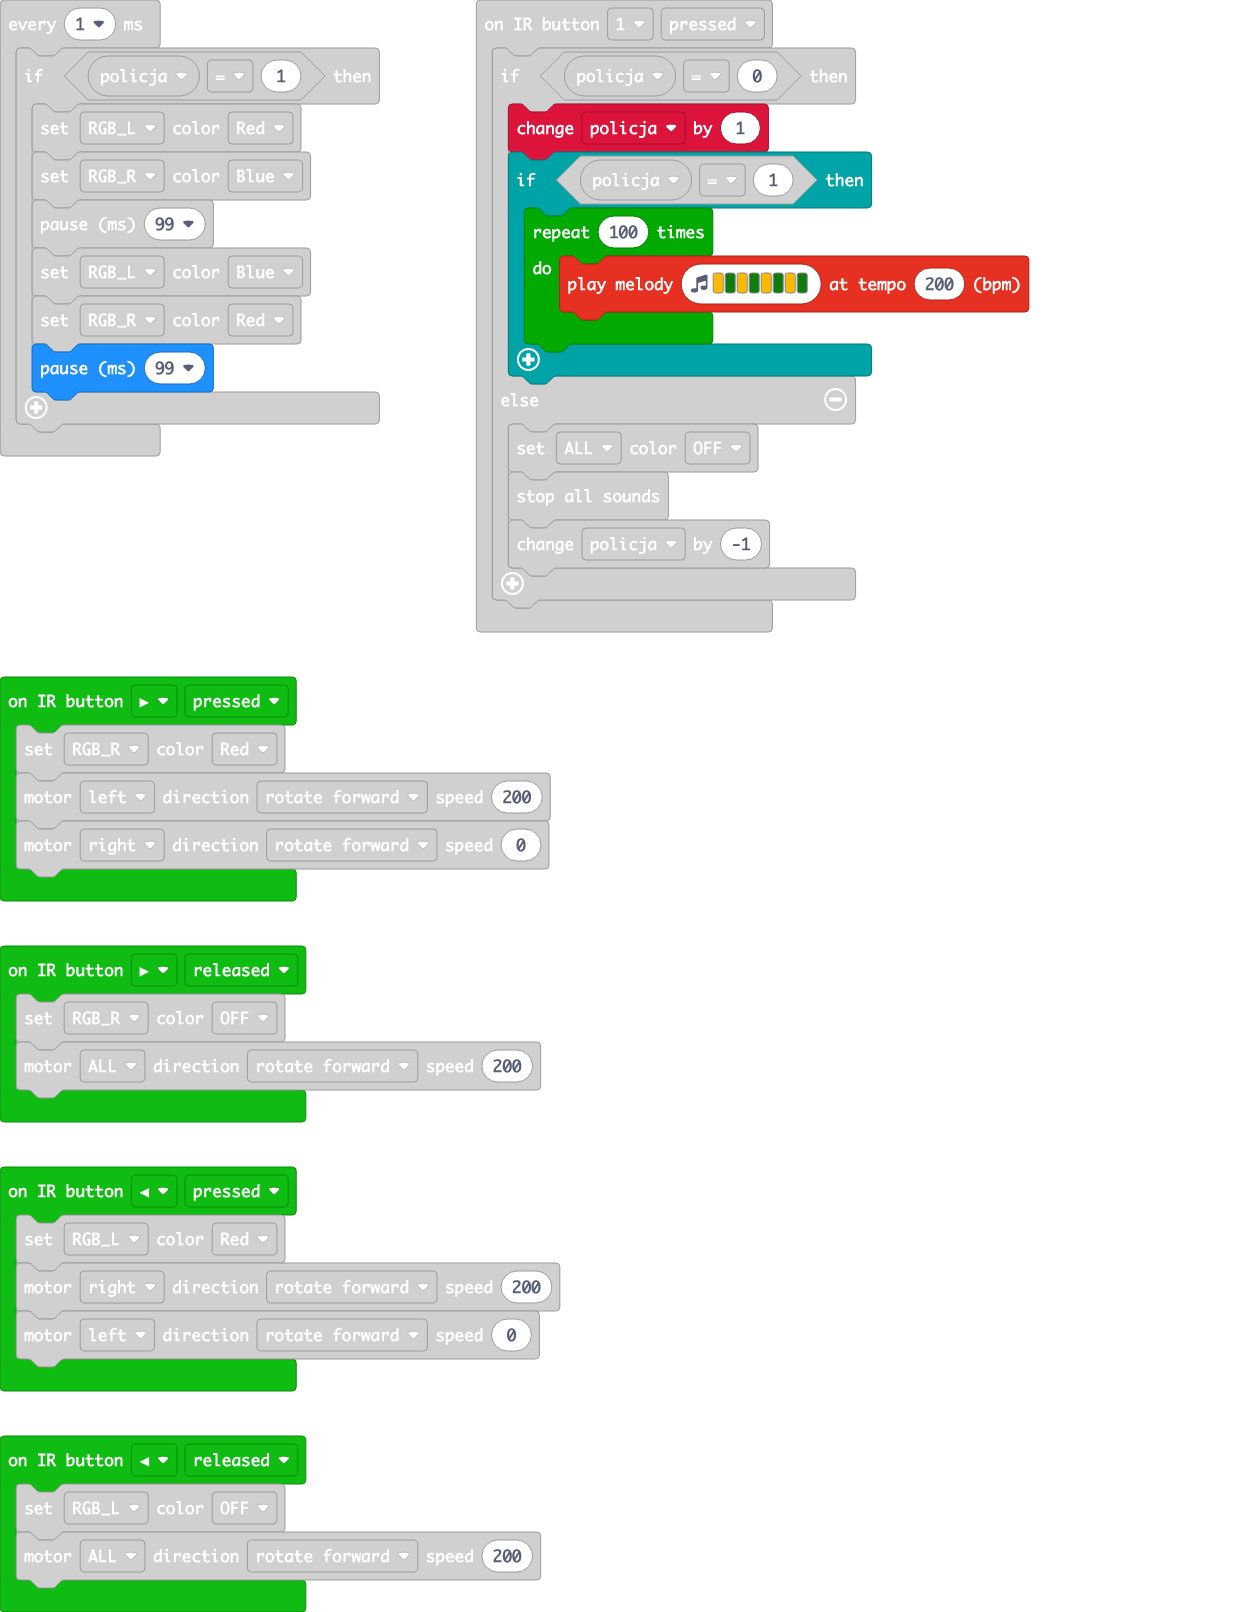 every 1 ms
if policja = 1 then
set RGB_L color Red
set RGB_R color Blue
pause (ms) 99
set RGB_L color Blue
set RGB_R color Red
pause (ms) 99
on IR button 1 pressed
if policja = 0 then
change policja by 1
if policja = 1 then
repeat 100 times
do play melody at tempo 200 (bpm)
else
set ALL color OFF
stop all sounds
change policja by -1
on IR button ▶ pressed
set RGB_R color Red
motor left direction rotate forward speed 200
motor right direction rotate forward speed 0
on IR button ▶ released
set RGB_R color OFF
motor ALL direction rotate forward speed 200
on IR button ◀ pressed
set RGB_L color Red
motor right direction rotate forward speed 200
motor left direction rotate forward speed 0
on IR button ◀ released
set RGB_L color OFF
motor ALL direction rotate forward speed 200